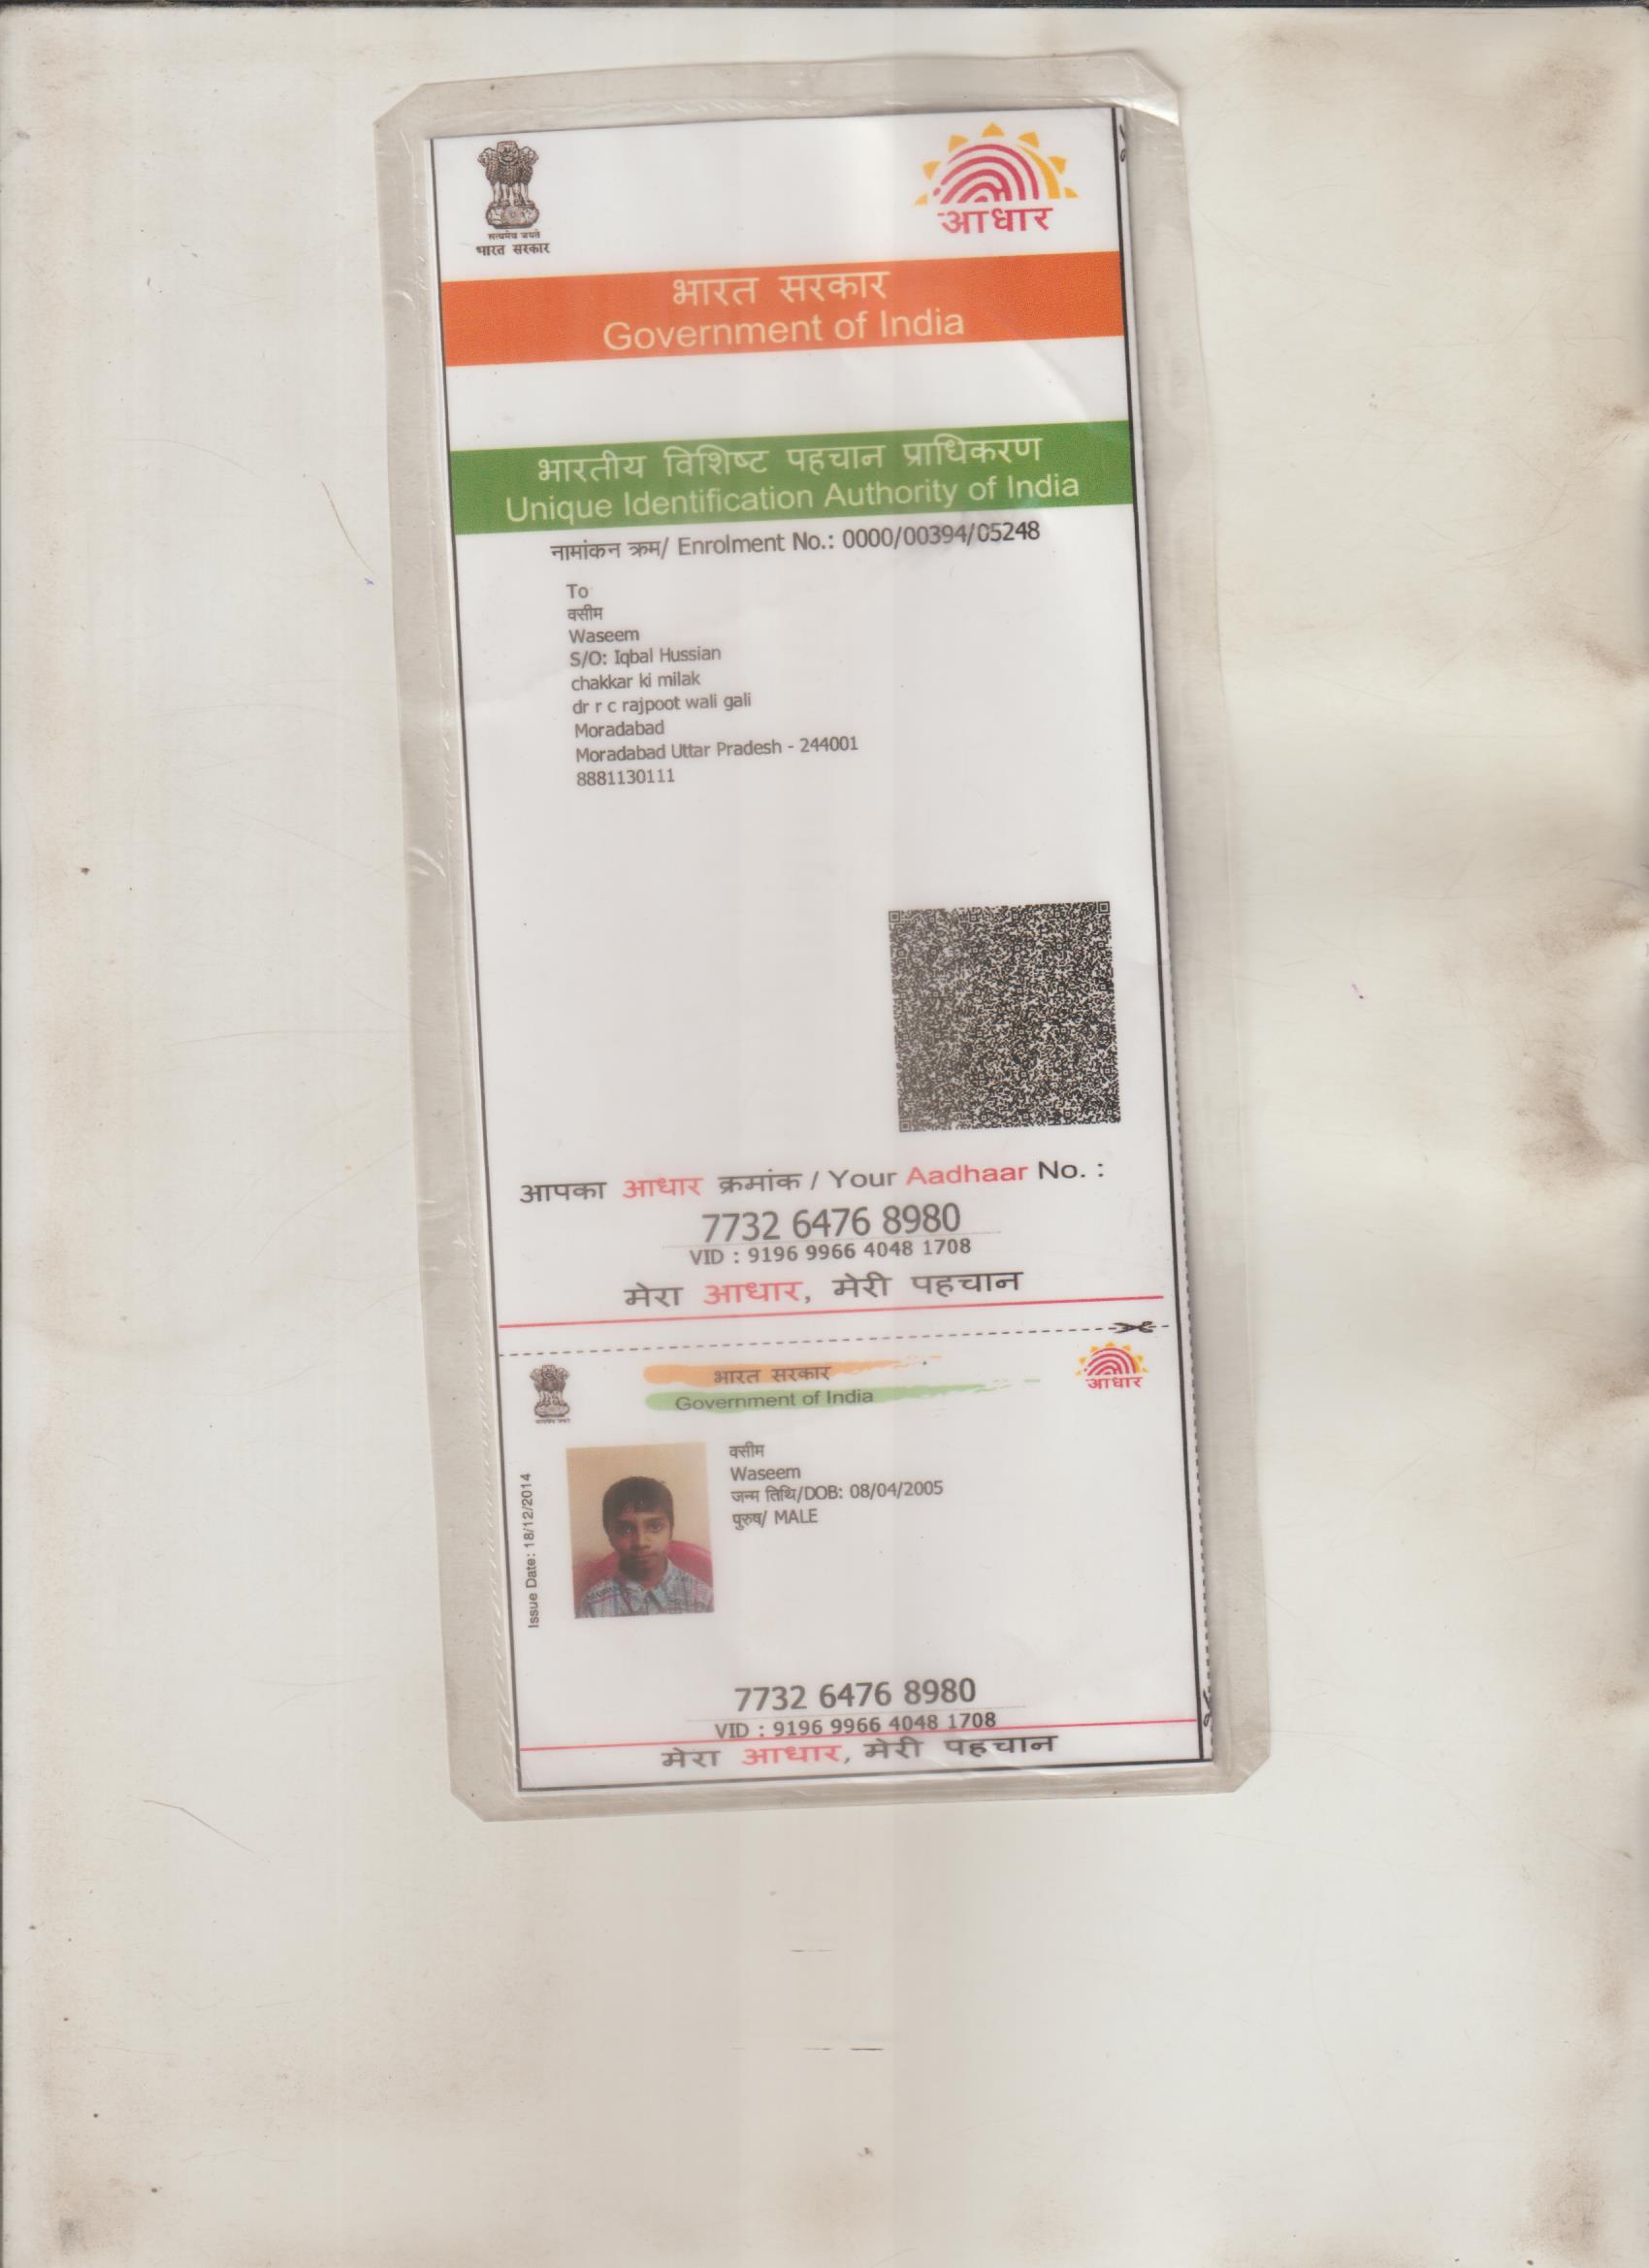 सत्यमेव जयते
भारत सरकार
आधार
भारत सरकार
Government of India
भारतीय विशिष्ट पहचान प्राधिकरण
Unique Identification Authority of India
नामांकन क्रम/ Enrolment No.: 0000/00394/05248
To
वसीम
Waseem
S/O: Iqbal Hussian
chakkar ki milak
dr r c rajpoot wali gali
Moradabad
Moradabad Uttar Pradesh - 244001
8881130111
आपका आधार क्रमांक / Your Aadhaar No. :
7732 6476 8980
VID : 9196 9966 4048 1708
मेरा आधार, मेरी पहचान
भारत सरकार
Government of India
आधार
Issue Date: 18/12/2014
वसीम
Waseem
जन्म तिथि/DOB: 08/04/2005
पुरुष/ MALE
7732 6476 8980
VID : 9196 9966 4048 1708
मेरा आधार, मेरी पहचान